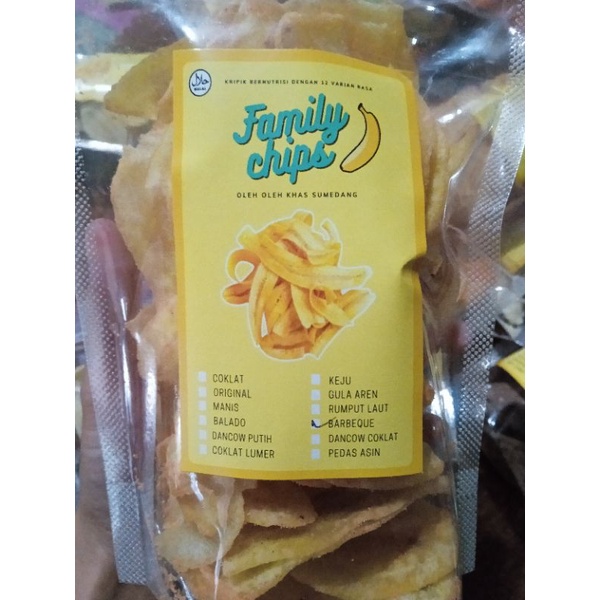 KRIPIK BERNUTRISI DENGAN 12 VARIAN RASA
Family
chips
OLEH OLEH KHAS SUMEDANG
COKLAT
ORIGINAL
MANIS
BALADO
DANCOW PUTIH
COKLAT LUMER
KEJU
GULA AREN
RUMPUT LAUT
BARBEQUE
DANCOW COKLAT
PEDAS ASIN